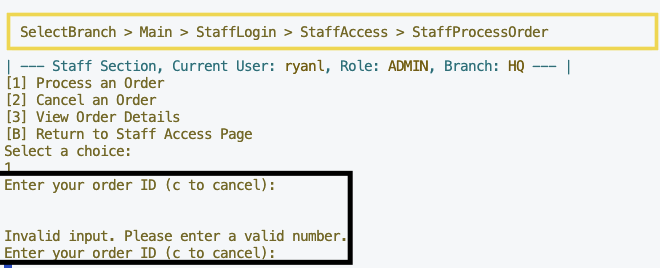 SelectBranch > Main > StaffLogin > StaffAccess > StaffProcessOrder
| --- Staff Section, Current User: ryanl, Role: ADMIN, Branch: HQ --- |
[1] Process an Order
[2] Cancel an Order
[3] View Order Details
[B] Return to Staff Access Page
Select a choice:
1
Enter your order ID (c to cancel):
Invalid input. Please enter a valid number.
Enter your order ID (c to cancel):